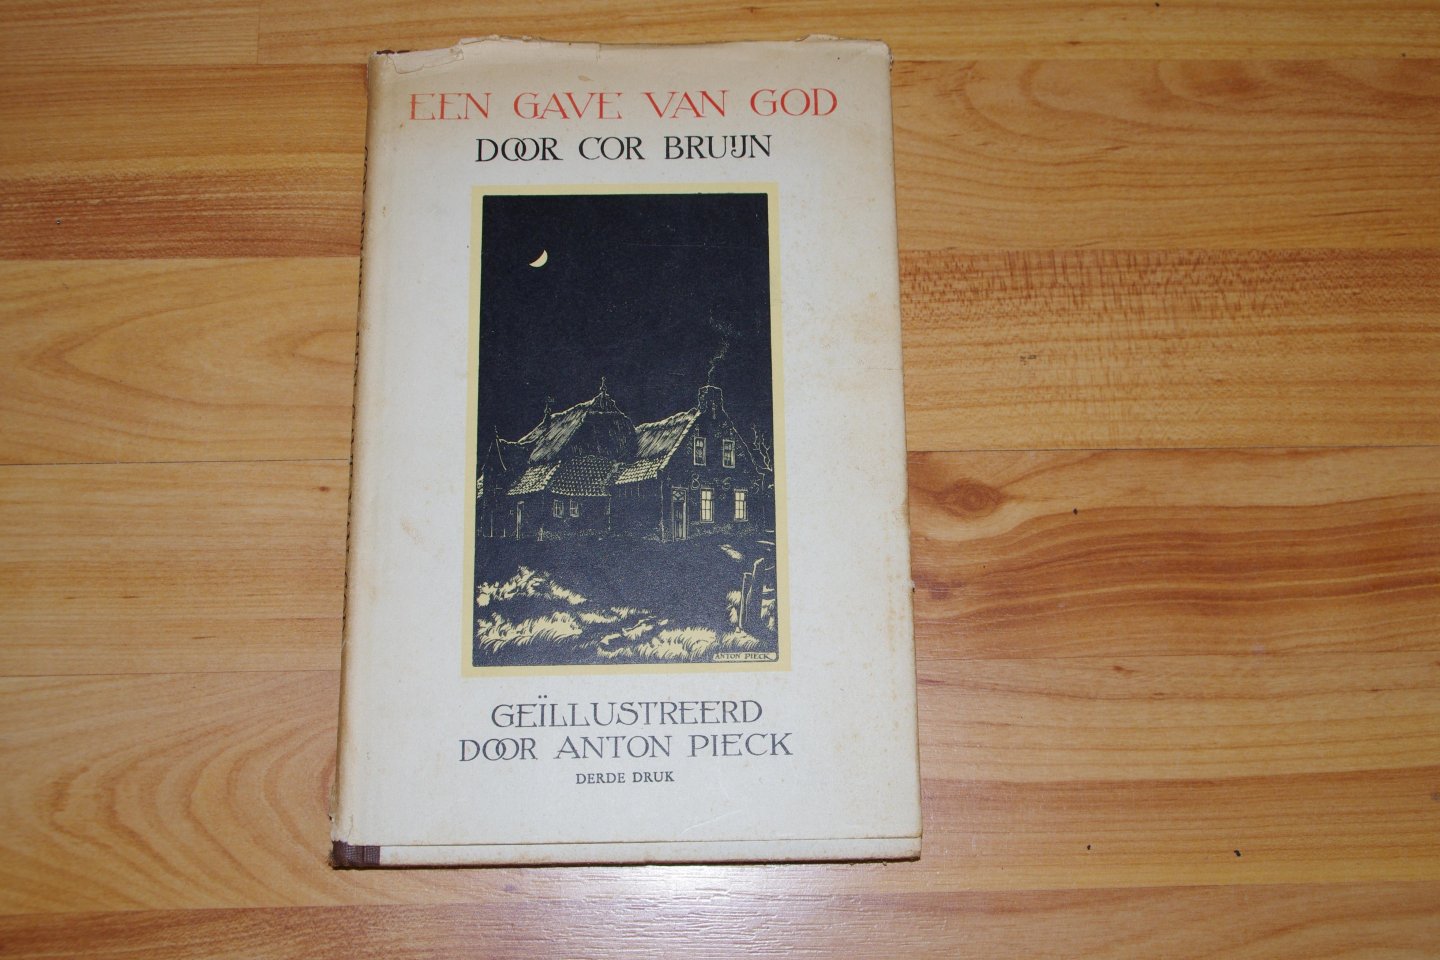 EEN GAVE VAN GOD
DOOR COR BRUIJN
ANTON PIECK
GEÏLLUSTREERD
DOOR ANTON PIECK
DERDE DRUK